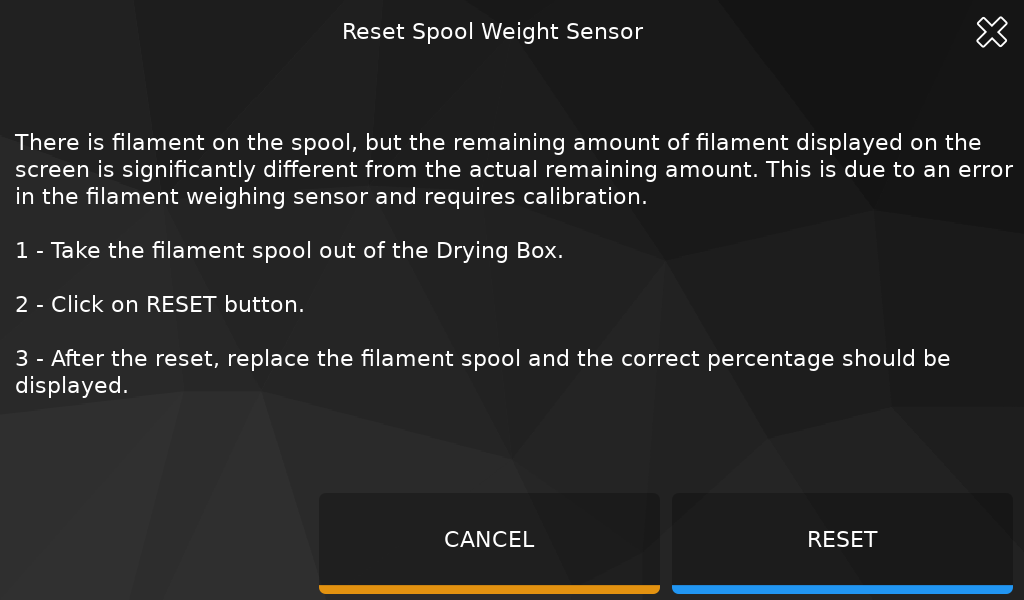 Reset Spool Weight Sensor
There is filament on the spool, but the remaining amount of filament displayed on the
screen is significantly different from the actual remaining amount. This is due to an error
in the filament weighing sensor and requires calibration.
1 - Take the filament spool out of the Drying Box.
2 - Click on RESET button.
3 - After the reset, replace the filament spool and the correct percentage should be
displayed.
CANCEL
RESET